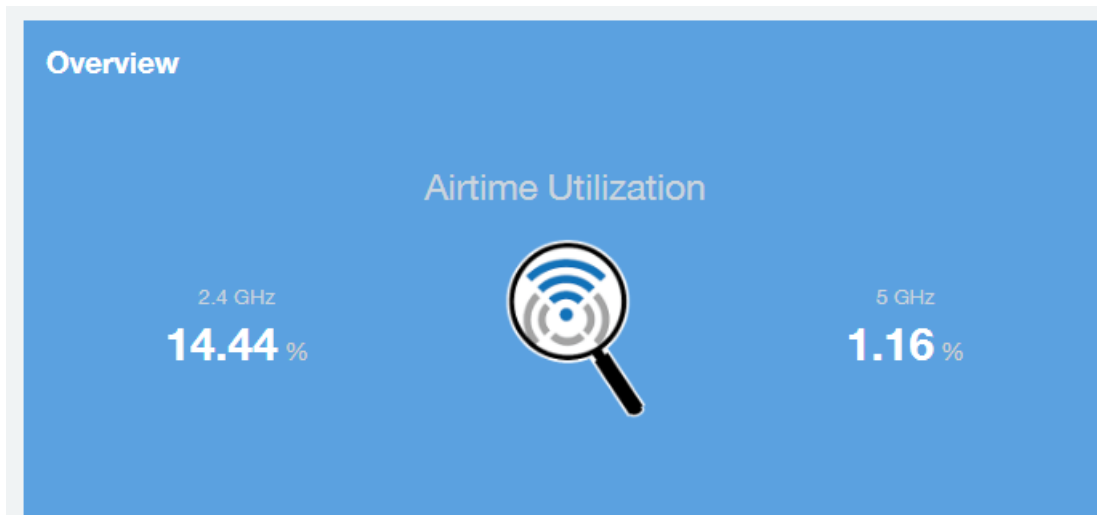 Overview
Airtime Utilization
2.4 GHz
14.44 %
5 GHz
1.16 %